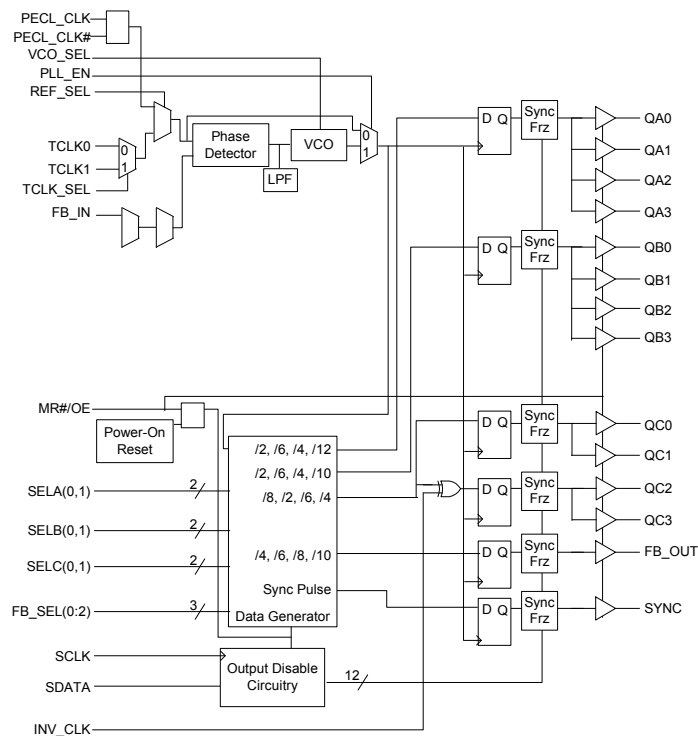 PECL_CLK
PECL_CLK#
VCO_SEL
PLL_EN
REF_SEL
TCLK0
TCLK1
TCLK_SEL
FB_IN
0
1
Phase
Detector
LPF
VCO
0
1
D Q
Sync
Frz
QA0
QA1
QA2
QA3
D Q
Sync
Frz
QB0
QB1
QB2
QB3
MR#/OE
Power-On
Reset
SELA(0,1)
2
SELB(0,1)
2
SELC(0,1)
2
FB_SEL(0:2)
3
/2, /6, /4, /12
/2, /6, /4, /10
/8, /2, /6, /4
/4, /6, /8, /10
Sync Pulse
Data Generator
D Q
Sync
Frz
QC0
QC1
D Q
Sync
Frz
QC2
QC3
D Q
Sync
Frz
FB_OUT
D Q
Sync
Frz
SYNC
SCLK
SDATA
Output Disable
Circuitry
12
INV_CLK